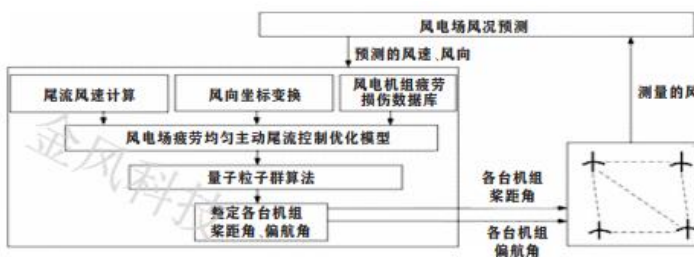 风电场风况预测
预测的风速、风向
测量的风
尾流风速计算
风向坐标变换
风电机组疲劳
损伤数据库
风电场疲劳均匀主动尾流控制优化模型
量子粒子群算法
给定各台机组
桨距角、偏航角
各台机组
桨距角
各台机组
偏航角
金风科技